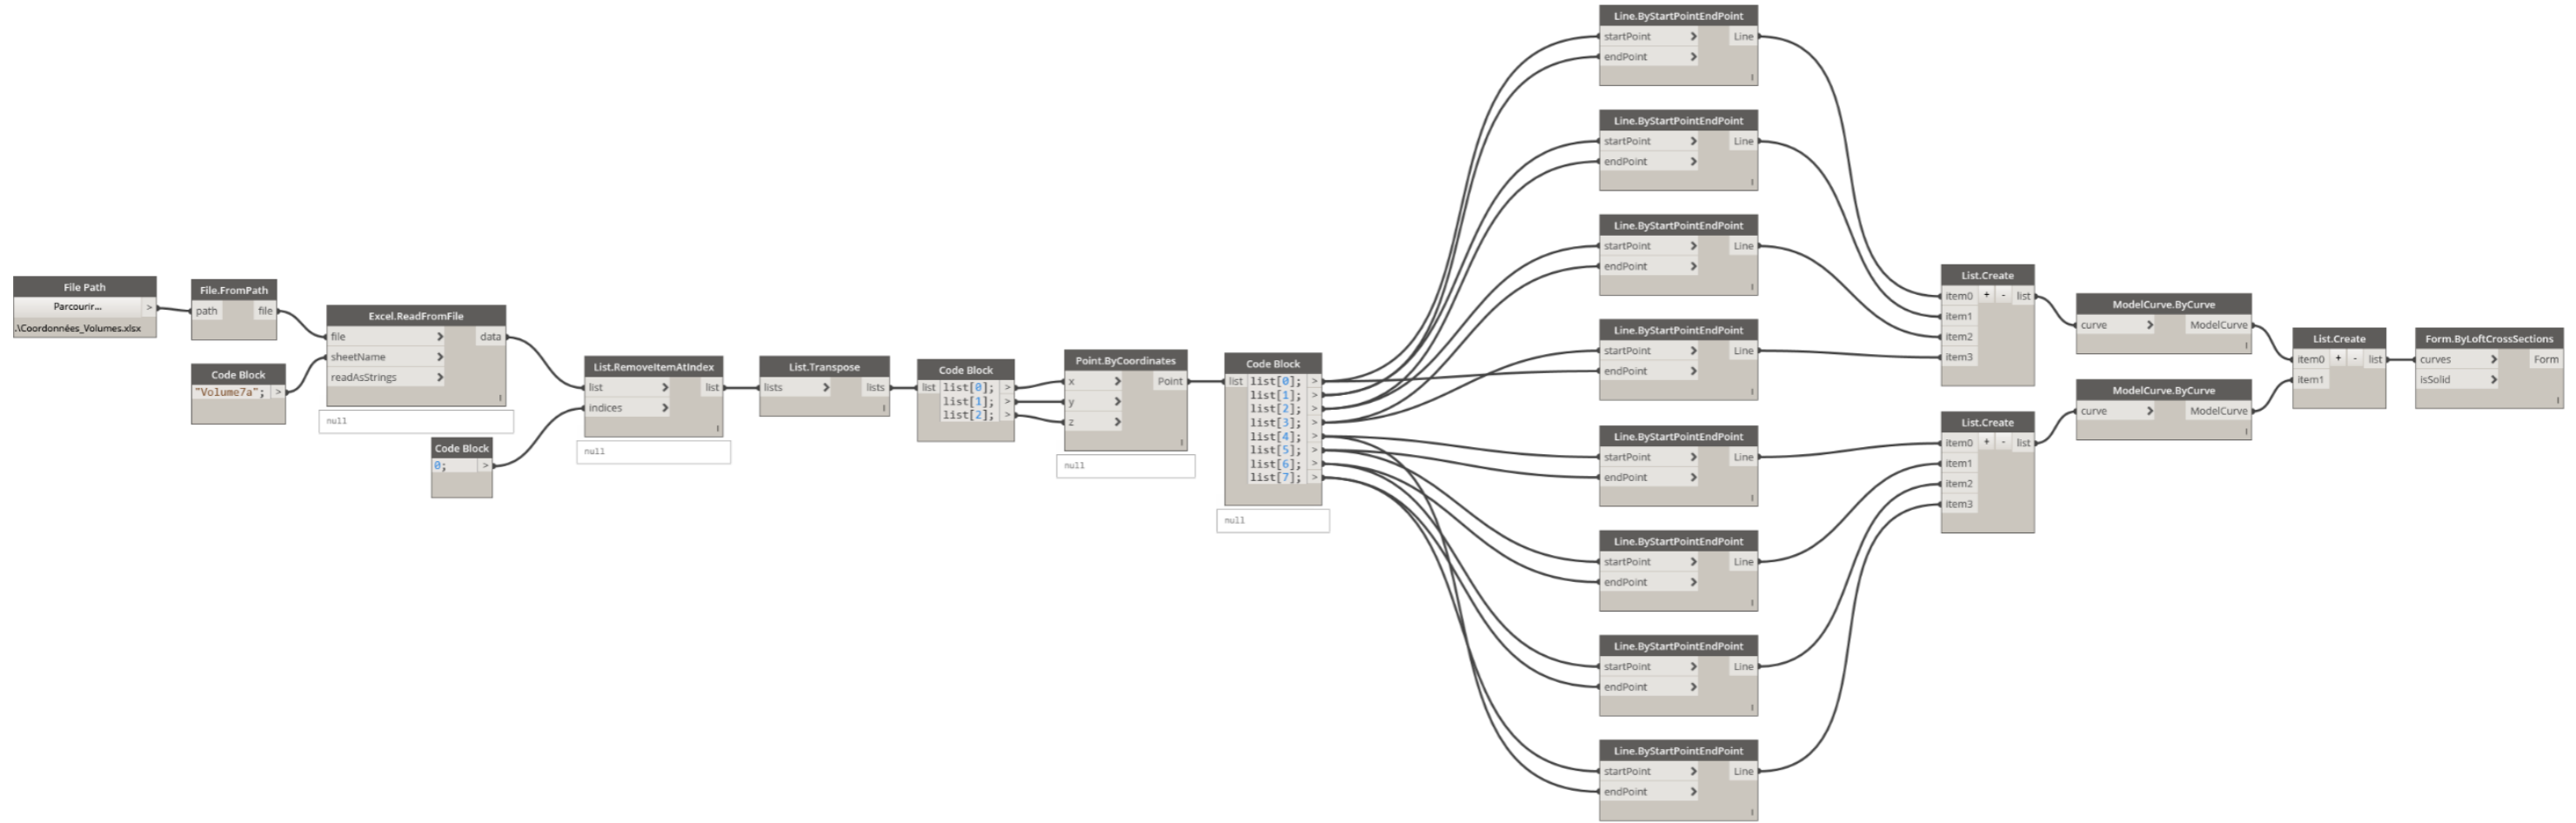 File Path
Parcourir... >
.\Coordonnées_Volumes.xlsx
File.FromPath
path file
Code Block
"Volume7a"; >
Excel.ReadFromFile
file > data
sheetName >
readAsStrings >
null
Code Block
0; >
List.RemoveItemAtIndex
list > list
indices >
null
List.Transpose
lists > lists
Code Block
list list[0]; >
list[1]; >
list[2]; >
Point.ByCoordinates
x > Point
y >
z >
null
Code Block
list list[0]; >
list[1]; >
list[2]; >
list[3]; >
list[4]; >
list[5]; >
list[6]; >
list[7]; >
null
Line.ByStartPointEndPoint
startPoint > Line
endPoint >
Line.ByStartPointEndPoint
startPoint > Line
endPoint >
Line.ByStartPointEndPoint
startPoint > Line
endPoint >
Line.ByStartPointEndPoint
startPoint > Line
endPoint >
Line.ByStartPointEndPoint
startPoint > Line
endPoint >
Line.ByStartPointEndPoint
startPoint > Line
endPoint >
Line.ByStartPointEndPoint
startPoint > Line
endPoint >
Line.ByStartPointEndPoint
startPoint > Line
endPoint >
List.Create
item0 + - list
item1
item2
item3
List.Create
item0 + - list
item1
item2
item3
ModelCurve.ByCurve
curve > ModelCurve
ModelCurve.ByCurve
curve > ModelCurve
List.Create
item0 + - list
item1
Form.ByLoftCrossSections
curves > Form
isSolid >